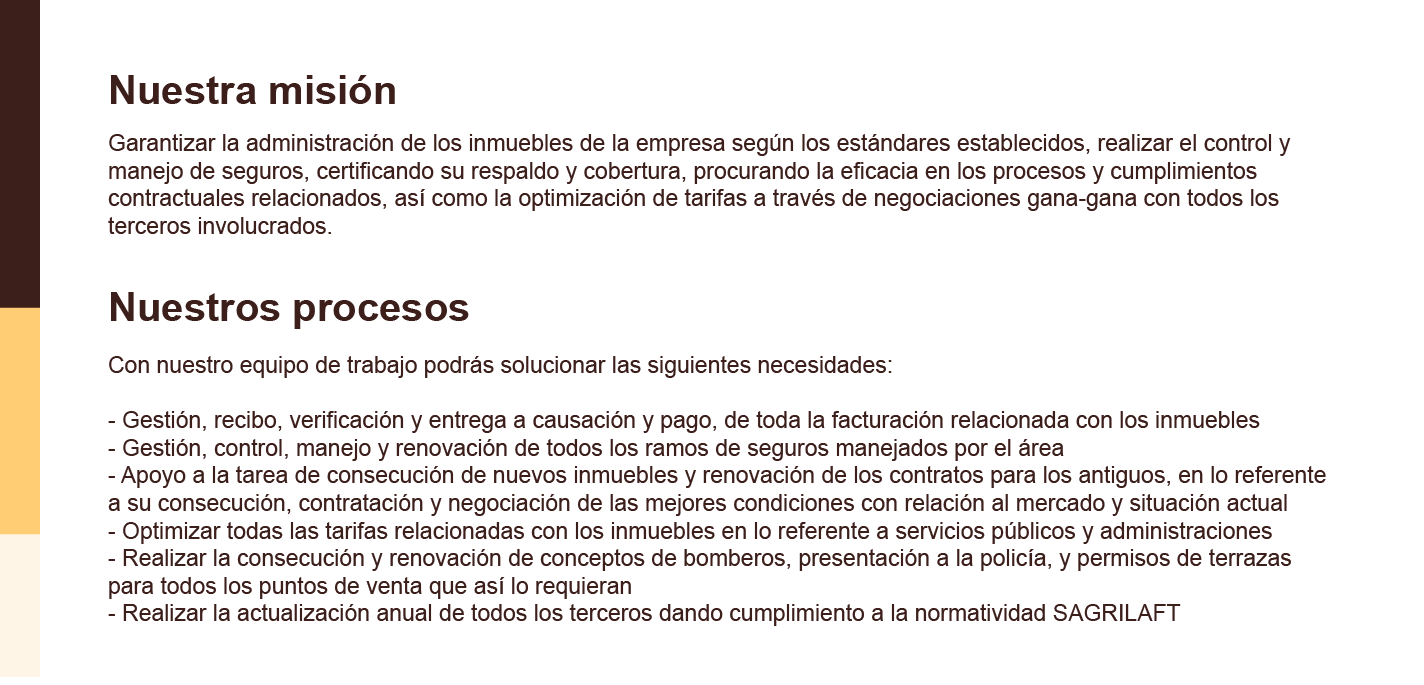 Nuestra misión
Garantizar la administración de los inmuebles de la empresa según los estándares establecidos, realizar el control y
manejo de seguros, certificando su respaldo y cobertura, procurando la eficacia en los procesos y cumplimientos
contractuales relacionados, así como la optimización de tarifas a través de negociaciones gana-gana con todos los
terceros involucrados.
Nuestros procesos
Con nuestro equipo de trabajo podrás solucionar las siguientes necesidades:
- Gestión, recibo, verificación y entrega a causación y pago, de toda la facturación relacionada con los inmuebles
- Gestión, control, manejo y renovación de todos los ramos de seguros manejados por el área
- Apoyo a la tarea de consecución de nuevos inmuebles y renovación de los contratos para los antiguos, en lo referente
a su consecución, contratación y negociación de las mejores condiciones con relación al mercado y situación actual
- Optimizar todas las tarifas relacionadas con los inmuebles en lo referente a servicios públicos y administraciones
- Realizar la consecución y renovación de conceptos de bomberos, presentación a la policía, y permisos de terrazas
para todos los puntos de venta que así lo requieran
- Realizar la actualización anual de todos los terceros dando cumplimiento a la normatividad SAGRILAFT